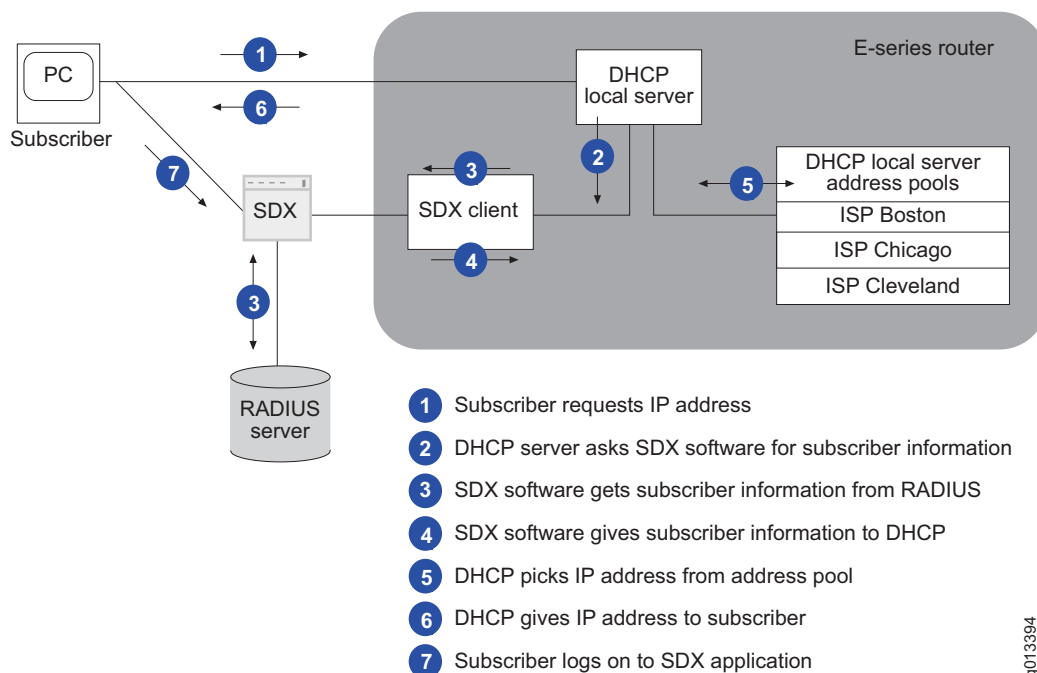 E-series router
1
PC
DHCP
local server
6
Subscriber
2
7
3
DHCP local server
address pools
5
SDX
SDX client
ISP Boston
ISP Chicago
4
ISP Cleveland
3
RADIUS
server
1 Subscriber requests IP address
2 DHCP server asks SDX software for subscriber information
3 SDX software gets subscriber information from RADIUS
4 SDX software gives subscriber information to DHCP
5 DHCP picks IP address from address pool
6 DHCP gives IP address to subscriber
7 Subscriber logs on to SDX application
g013394